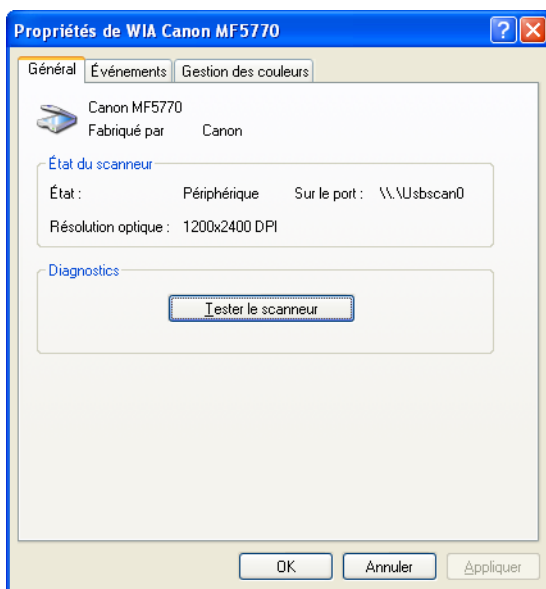 Propriétés de WIA Canon MF5770
Général Événements Gestion des couleurs
Canon MF5770
Fabriqué par Canon
État du scanneur
État : Périphérique Sur le port : \\.\Usbscan0
Résolution optique : 1200x2400 DPI
Diagnostics
Tester le scanneur
OK Annuler Appliquer